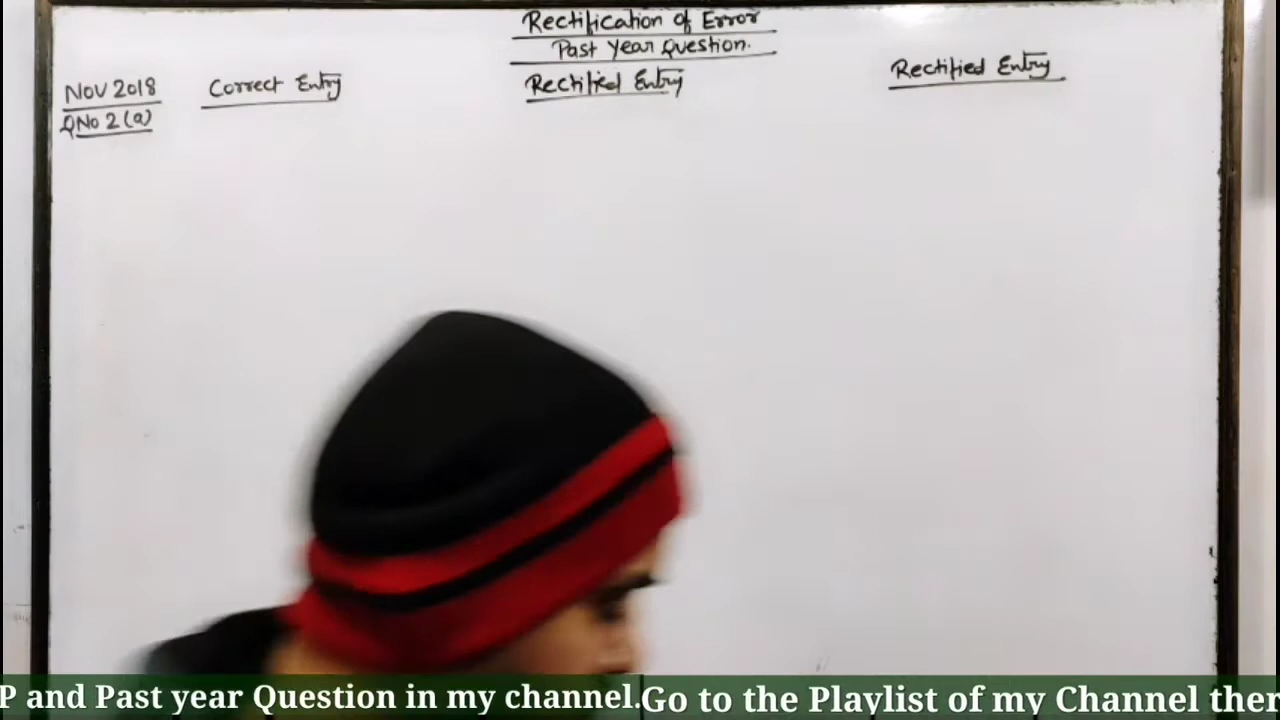 Rectification of Error
Past Year Question.
Nov 2018 Correct Entry Rectified Entry Rectified Entry
QNo 2 (a)
P and Past year Question in my channel. Go to the Playlist of my Channel ther